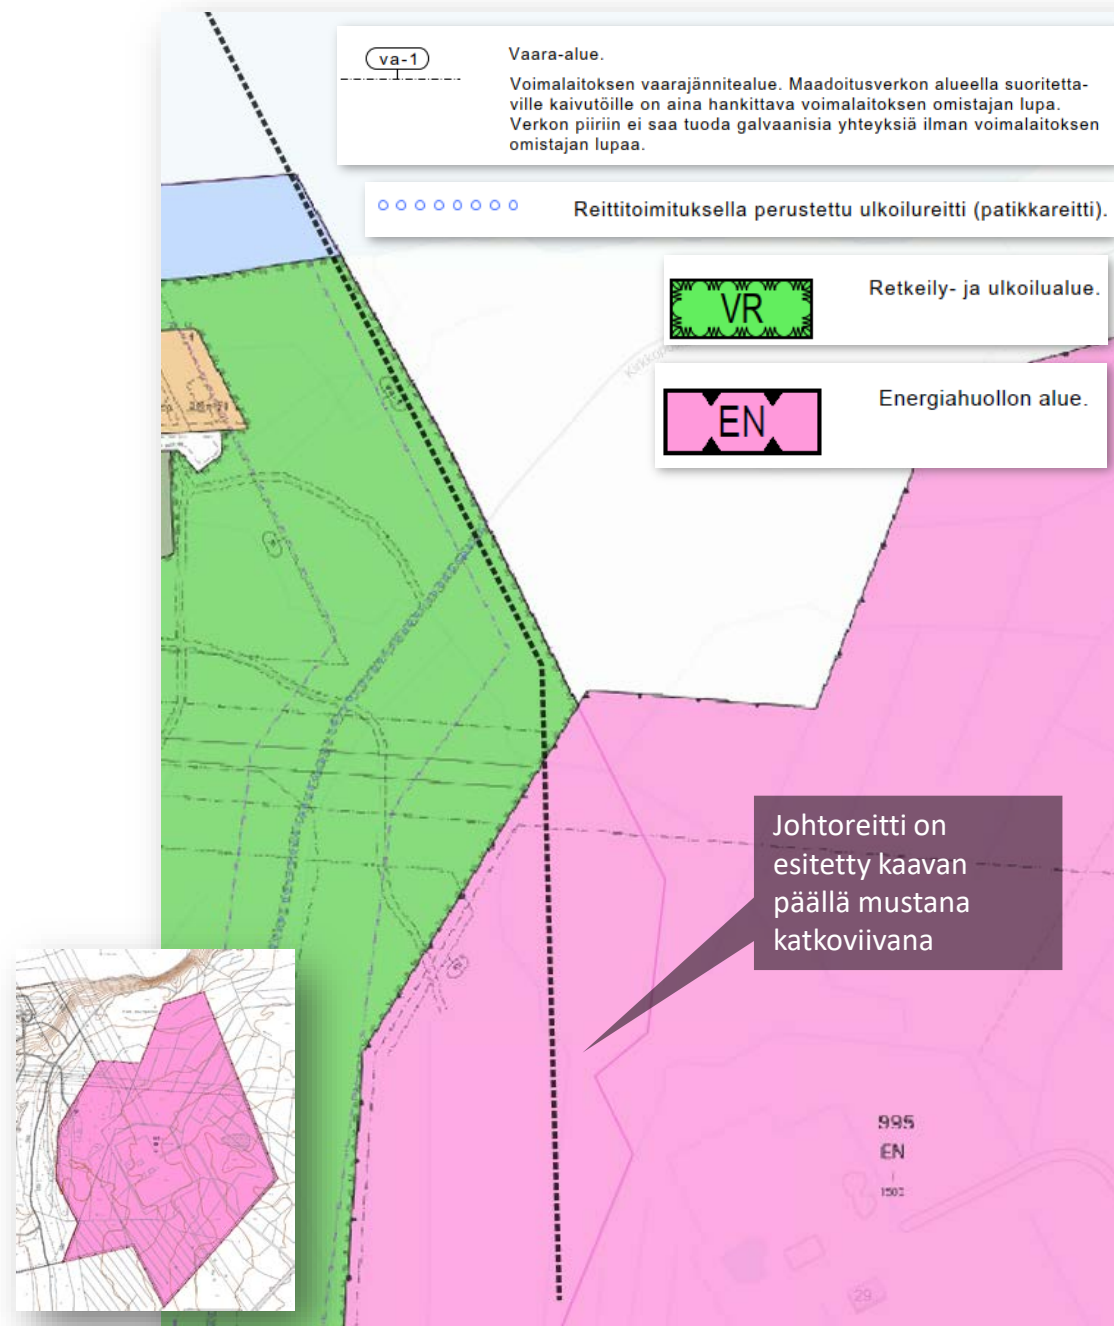 va-1
Vaara-alue.
Voimalaitoksen vaarajännitealue. Maadoitusverkon alueella suoritetta-
ville kaivutöille on aina hankittava voimalaitoksen omistajan lupa.
Verkon piiriin ei saa tuoda galvaanisia yhteyksiä ilman voimalaitoksen
omistajan lupaa.
Reittitoimituksella perustettu ulkoilureitti (patikkareitti).
VR
Retkeily- ja ulkoilualue.
EN
Energiahuollon alue.
Johtoreitti on
esitetty kaavan
päällä mustana
katkoviivana
995
EN
29